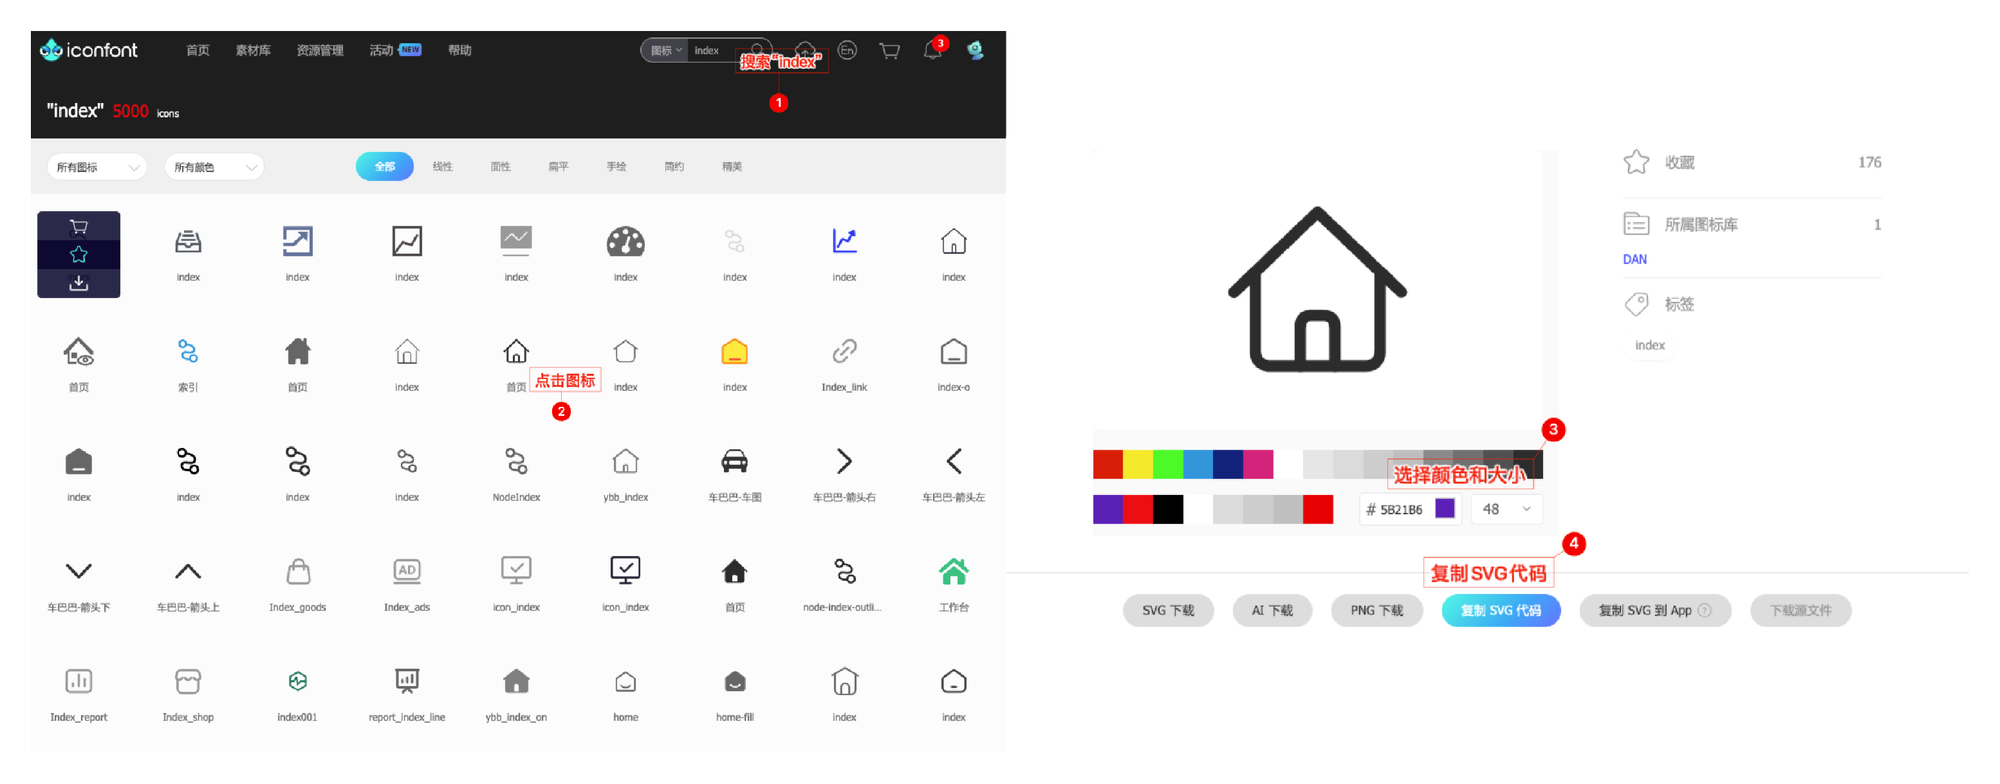 iconfont 首页 素材库 资源管理 活动 NEW 帮助 图标 index En 3
搜索“index”
1
"index" 5000 icons
所有图标 所有颜色 全部 线性 面性 扁平 手绘 简约 精美
index index index index index index index index
首页 索引 首页 index 首页 index index Index_link index-o
点击图标
2
index index index index NodeIndex ybb_index 车巴巴-车图 车巴巴-箭头右 车巴巴-箭头左
AD
车巴巴-箭头下 车巴巴-箭头上 Index_goods Index_ads icon_index icon_index 首页 node-index-outli... 工作台
Index_report Index_shop index001 report_index_line ybb_index_on home home-fill index index
收藏 176
所属图标库 1
DAN
标签
index
3
选择颜色和大小
# 5B21B6 48
4
复制SVG代码
SVG 下载 AI 下载 PNG 下载 复制 SVG 代码 复制 SVG 到 App ? 下载源文件